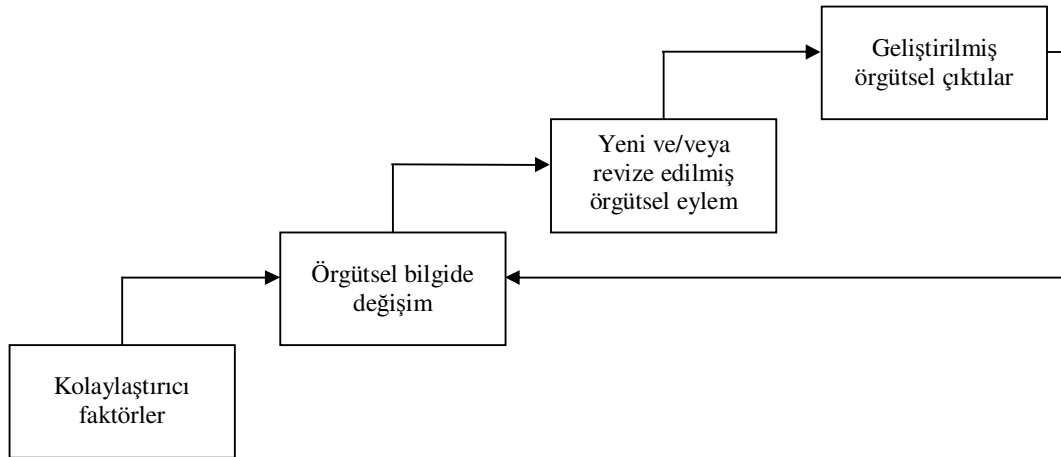 Geliştirilmiş
örgütsel çıktılar
Yeni ve/veya
revize edilmiş
örgütsel eylem
Örgütsel bilgide
değişim
Kolaylaştırıcı
faktörler